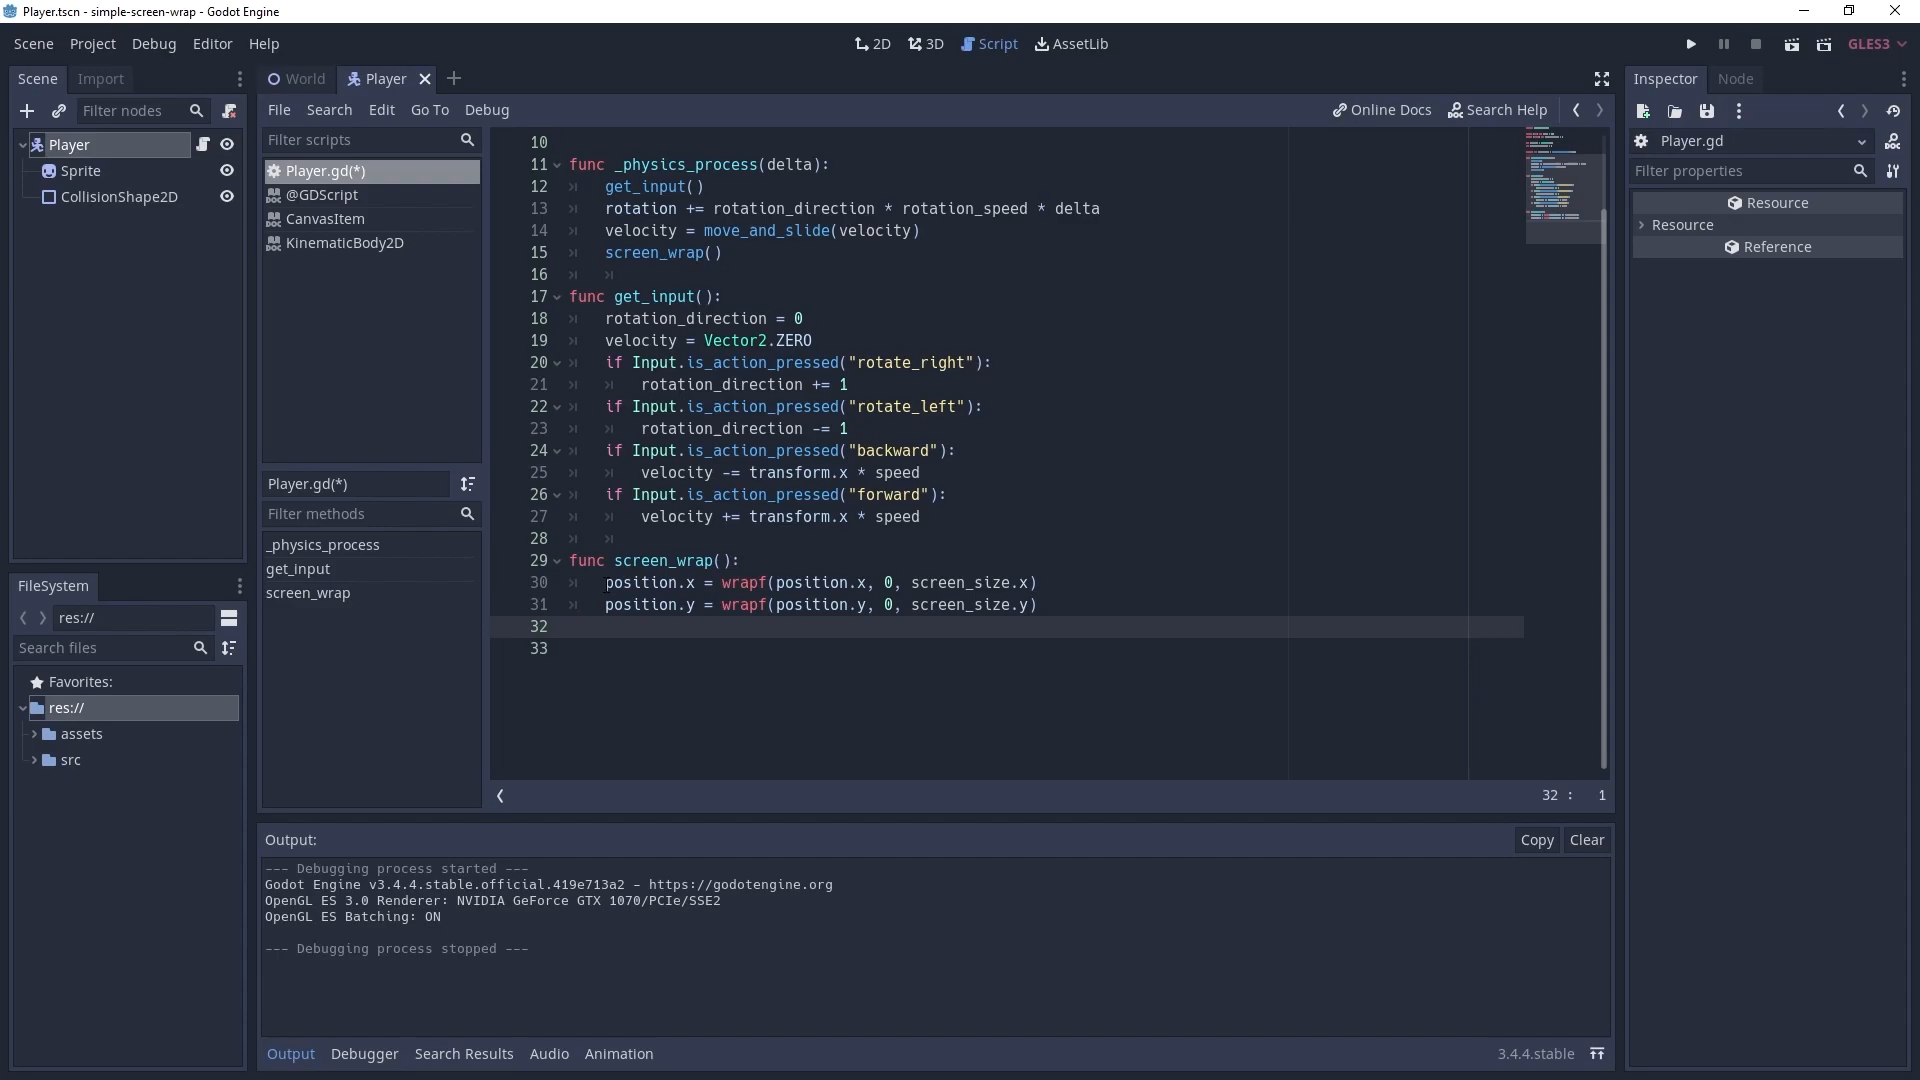 Player.tscn - simple-screen-wrap - Godot Engine
Scene Project Debug Editor Help
2D 3D Script AssetLib
GLES3
Scene Import
Filter nodes
Player
Sprite
CollisionShape2D
FileSystem
res://
Search files
Favorites:
res://
assets
src
World Player
File Search Edit Go To Debug
Online Docs Search Help
Filter scripts
Player.gd(*)
@GDScript
CanvasItem
KinematicBody2D
Player.gd(*)
Filter methods
_physics_process
get_input
screen_wrap
10
11 func _physics_process(delta):
12 get_input()
13 rotation += rotation_direction * rotation_speed * delta
14 velocity = move_and_slide(velocity)
15 screen_wrap()
16
17 func get_input():
18 rotation_direction = 0
19 velocity = Vector2.ZERO
20 if Input.is_action_pressed("rotate_right"):
21 rotation_direction += 1
22 if Input.is_action_pressed("rotate_left"):
23 rotation_direction -= 1
24 if Input.is_action_pressed("backward"):
25 velocity -= transform.x * speed
26 if Input.is_action_pressed("forward"):
27 velocity += transform.x * speed
28
29 func screen_wrap():
30 position.x = wrapf(position.x, 0, screen_size.x)
31 position.y = wrapf(position.y, 0, screen_size.y)
32
33
32 : 1
Output:
Copy Clear
--- Debugging process started ---
Godot Engine v3.4.4.stable.official.419e713a2 - https://godotengine.org
OpenGL ES 3.0 Renderer: NVIDIA GeForce GTX 1070/PCIe/SSE2
OpenGL ES Batching: ON
--- Debugging process stopped ---
Output Debugger Search Results Audio Animation
3.4.4.stable
Inspector Node
Player.gd
Filter properties
Resource
Resource
Reference